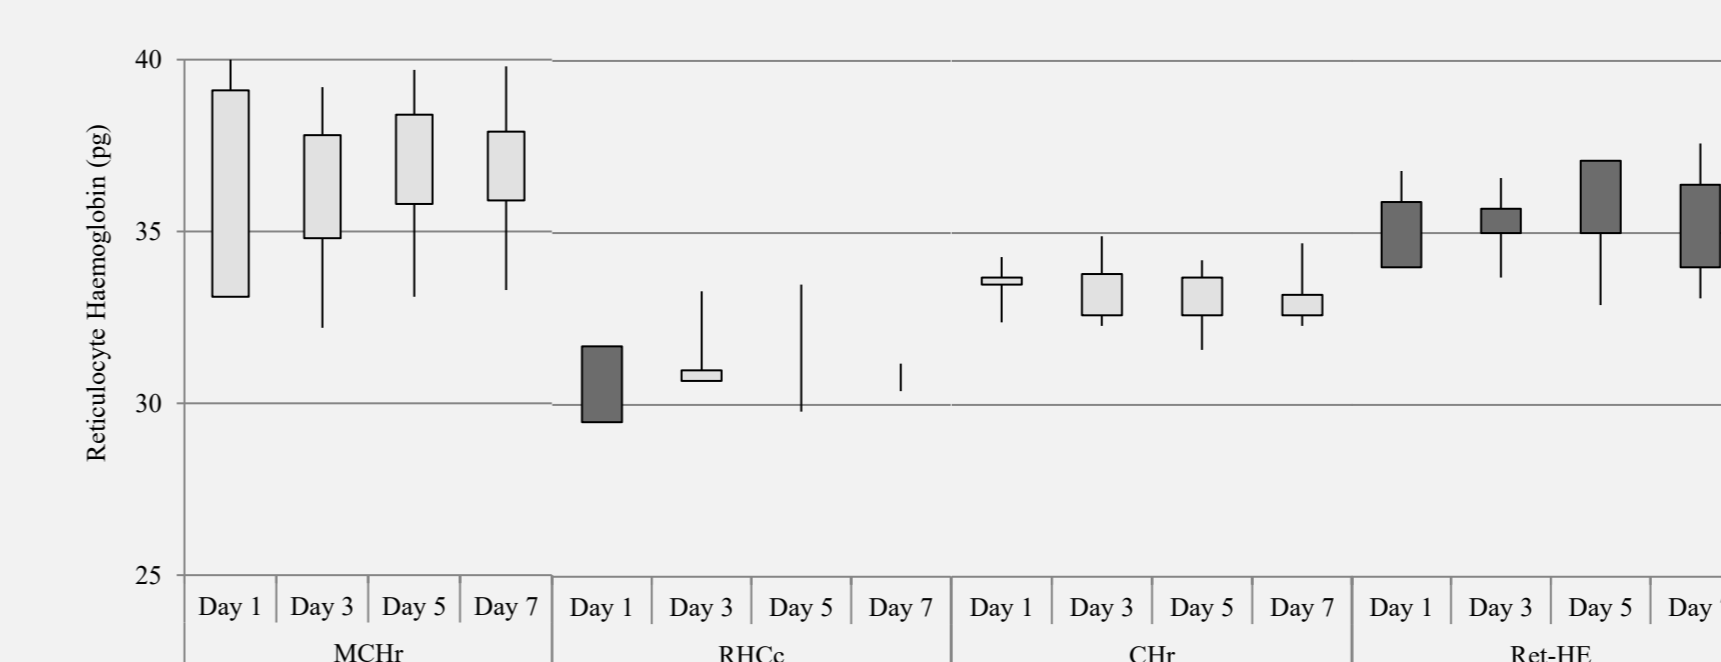 40
35
30
25
Reticulocyte Haemoglobin (pg)
Day 1 Day 3 Day 5 Day 7 Day 1 Day 3 Day 5 Day 7 Day 1 Day 3 Day 5 Day 7 Day 1 Day 3 Day 5 Day
MCHr RHCc CHr Ret-HE